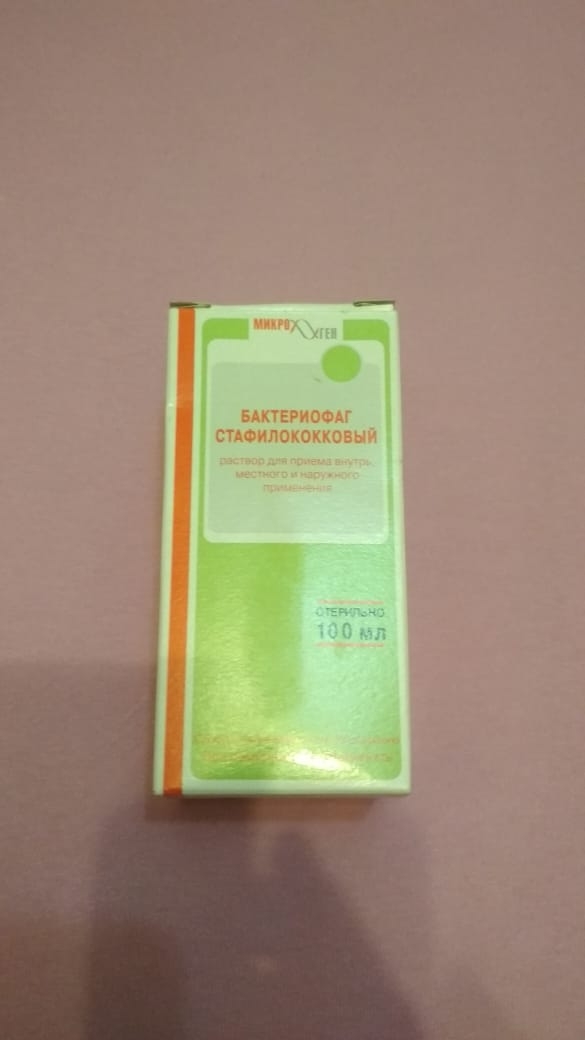 МИКРОГЕН
БАКТЕРИОФАГ
СТАФИЛОКОККОВЫЙ
раствор для приема внутрь,
местного и наружного
применения
СТЕРИЛЬНО
100 мл